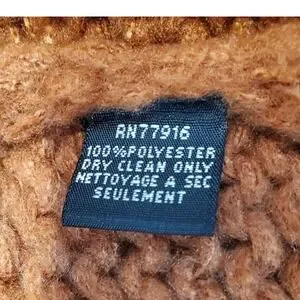 RN77916
100%POLYESTER
DRY CLEAN ONLY
NETTOYAGE A SEC
SEULEMENT